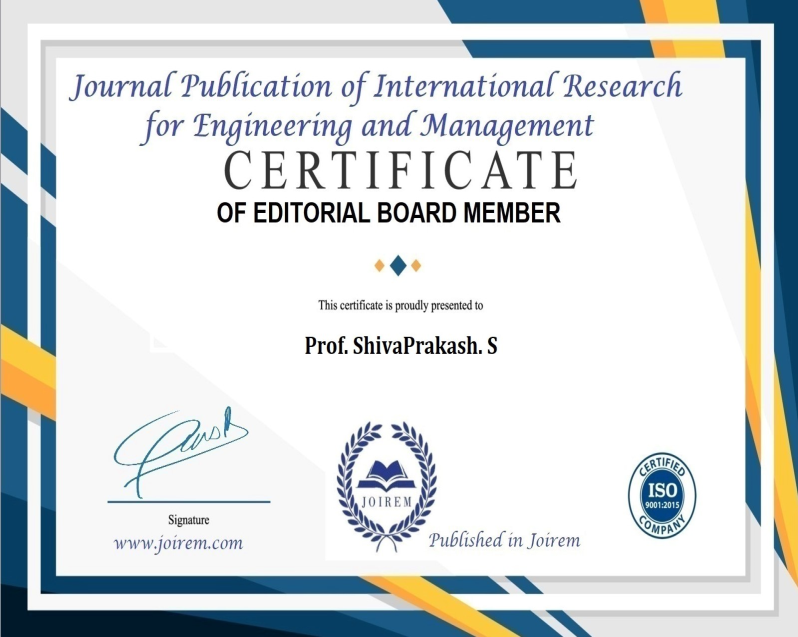 Journal Publication of International Research
for Engineering and Management
CERTIFICATE
OF EDITORIAL BOARD MEMBER
This certificate is proudly presented to
Prof. ShivaPrakash. S
JOIREM
CERTIFIED
ISO
9001:2015
COMPANY
Signature
www.joirem.com
Published in Joirem